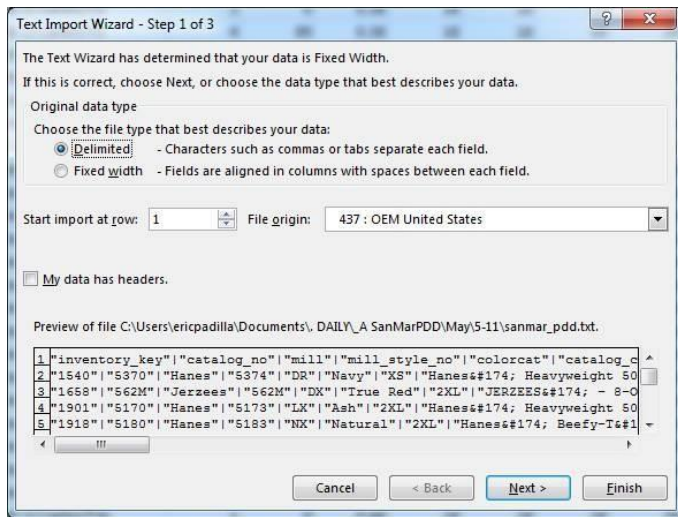 Text Import Wizard - Step 1 of 3
The Text Wizard has determined that your data is Fixed Width.
If this is correct, choose Next, or choose the data type that best describes your data.
Original data type
Choose the file type that best describes your data:
Delimited - Characters such as commas or tabs separate each field.
Fixed width - Fields are aligned in columns with spaces between each field.
Start import at row: 1 File origin: 437 : OEM United States
My data has headers.
Preview of file C:\Users\ericpadilla\Documents\. DAILY\_A SanMarPDD\May\5-11\sanmar_pdd.txt.
1 "inventory_key"|"catalog_no"|"mill"|"mill_style_no"|"colorcat"|"catalog_c
2 "1540"|"5370"|"Hanes"|"5374"|"DR"|"Navy"|"XS"|"Hanes&#174; Heavyweight 50
3 "1658"|"562M"|"Jerzees"|"562M"|"DX"|"True Red"|"2XL"|"JERZEES&#174; - 8-O
4 "1901"|"5170"|"Hanes"|"5173"|"LX"|"Ash"|"2XL"|"Hanes&#174; Heavyweight 50
5 "1918"|"5180"|"Hanes"|"5183"|"NX"|"Natural"|"2XL"|"Hanes&#174; Beefy-T&#1
Cancel < Back Next > Finish